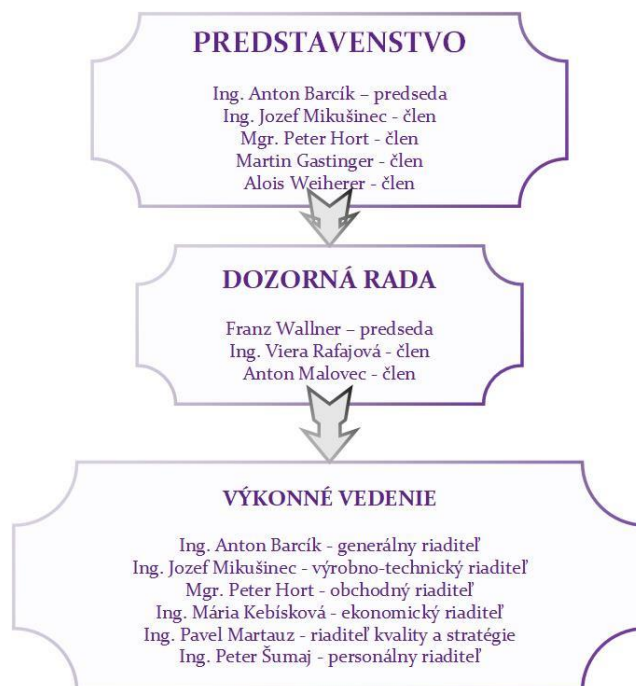 PREDSTAVENSTVO
Ing. Anton Barcík – predseda
Ing. Jozef Mikušinec - člen
Mgr. Peter Hort - člen
Martin Gastinger - člen
Alois Weiherer - člen
DOZORNÁ RADA
Franz Wallner – predseda
Ing. Viera Rafajová - člen
Anton Malovec - člen
VÝKONNÉ VEDENIE
Ing. Anton Barcík - generálny riaditeľ
Ing. Jozef Mikušinec - výrobno-technický riaditeľ
Mgr. Peter Hort - obchodný riaditeľ
Ing. Mária Kebísková - ekonomický riaditeľ
Ing. Pavel Martauz - riaditeľ kvality a stratégie
Ing. Peter Šumaj - personálny riaditeľ